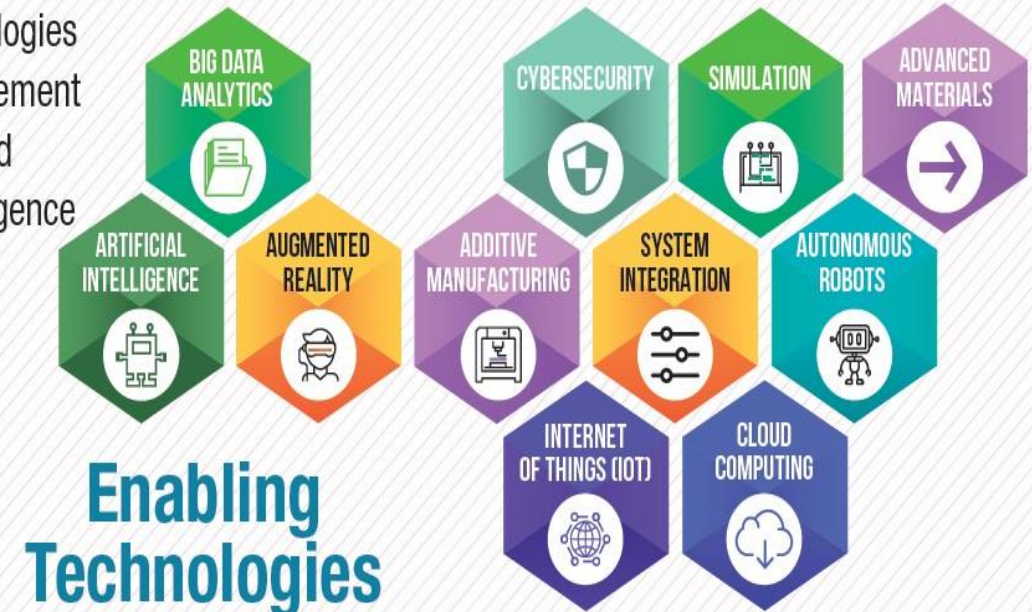 BIG DATA
ANALYTICS
CYBERSECURITY
SIMULATION
ADVANCED
MATERIALS
ARTIFICIAL
INTELLIGENCE
AUGMENTED
REALITY
ADDITIVE
MANUFACTURING
SYSTEM
INTEGRATION
AUTONOMOUS
ROBOTS
INTERNET
OF THINGS (IOT)
CLOUD
COMPUTING
Enabling
Technologies